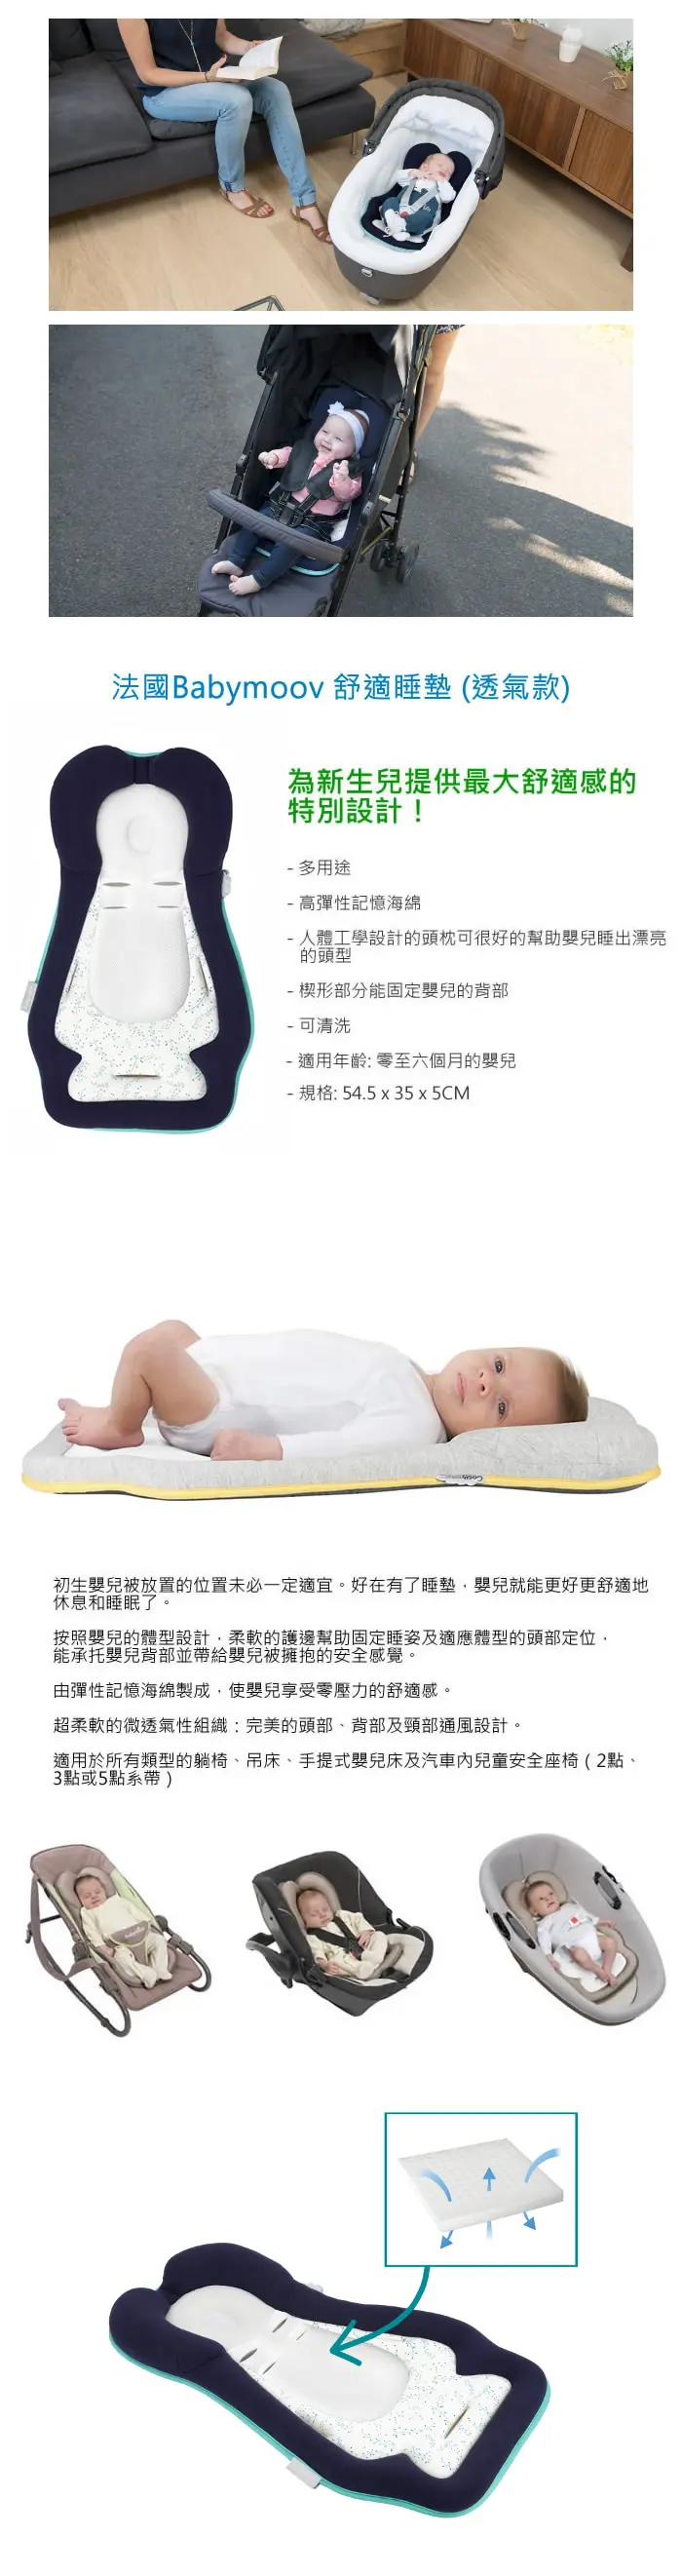 法國Babymoov 舒適睡墊 (透氣款)
為新生兒提供最大舒適感的
特別設計！
- 多用途
- 高彈性記憶海綿
- 人體工學設計的頭枕可很好的幫助嬰兒睡出漂亮
的頭型
- 楔形部分能固定嬰兒的背部
- 可清洗
- 適用年齡: 零至六個月的嬰兒
- 規格: 54.5 x 35 x 5CM
初生嬰兒被放置的位置未必一定適宜。好在有了睡墊，嬰兒就能更好更舒適地
休息和睡眠了。
按照嬰兒的體型設計，柔軟的護邊幫助固定睡姿及適應體型的頭部定位，
能承托嬰兒背部並帶給嬰兒被擁抱的安全感覺。
由彈性記憶海綿製成，使嬰兒享受零壓力的舒適感。
超柔軟的微透氣性組織：完美的頭部、背部及頸部通風設計。
適用於所有類型的躺椅、吊床、手提式嬰兒床及汽車內兒童安全座椅（2點、
3點或5點系帶）